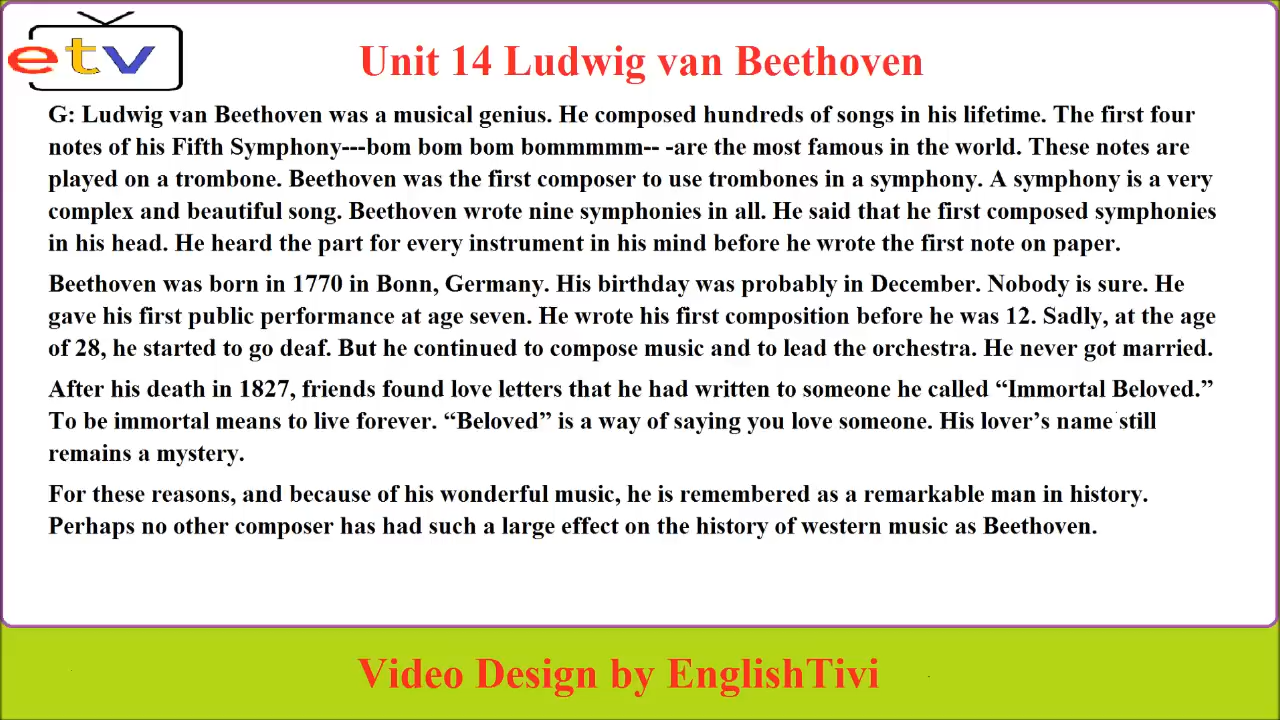 etv
Unit 14 Ludwig van Beethoven
G: Ludwig van Beethoven was a musical genius. He composed hundreds of songs in his lifetime. The first four
notes of his Fifth Symphony---bom bom bom bommmmm-- -are the most famous in the world. These notes are
played on a trombone. Beethoven was the first composer to use trombones in a symphony. A symphony is a very
complex and beautiful song. Beethoven wrote nine symphonies in all. He said that he first composed symphonies
in his head. He heard the part for every instrument in his mind before he wrote the first note on paper.
Beethoven was born in 1770 in Bonn, Germany. His birthday was probably in December. Nobody is sure. He
gave his first public performance at age seven. He wrote his first composition before he was 12. Sadly, at the age
of 28, he started to go deaf. But he continued to compose music and to lead the orchestra. He never got married.
After his death in 1827, friends found love letters that he had written to someone he called “Immortal Beloved.”
To be immortal means to live forever. “Beloved” is a way of saying you love someone. His lover’s name still
remains a mystery.
For these reasons, and because of his wonderful music, he is remembered as a remarkable man in history.
Perhaps no other composer has had such a large effect on the history of western music as Beethoven.
Video Design by EnglishTivi